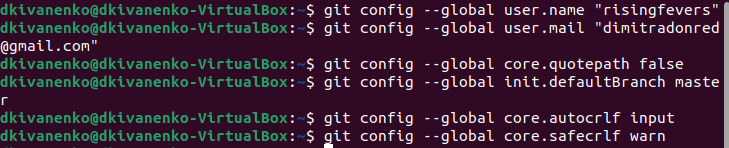 dkivanenko@dkivanenko-VirtualBox:~$ git config --global user.name "risingfevers"
dkivanenko@dkivanenko-VirtualBox:~$ git config --global user.mail "dimitradonred
@gmail.com"
dkivanenko@dkivanenko-VirtualBox:~$ git config --global core.quotepath false
dkivanenko@dkivanenko-VirtualBox:~$ git config --global init.defaultBranch maste
r
dkivanenko@dkivanenko-VirtualBox:~$ git config --global core.autocrlf input
dkivanenko@dkivanenko-VirtualBox:~$ git config --global core.safecrlf warn